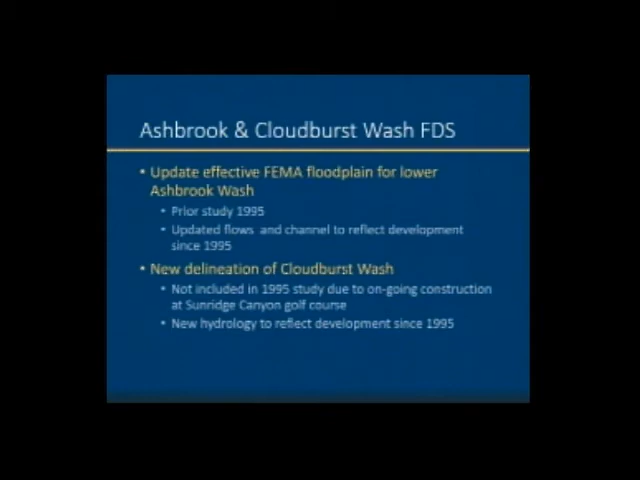 Ashbrook & Cloudburst Wash FDS
• Update effective FEMA floodplain for lower
Ashbrook Wash
• Prior study 1995
• Updated flows and channel to reflect development
since 1995
• New delineation of Cloudburst Wash
• Not included in 1995 study due to on-going construction
at Sunridge Canyon golf course
• New hydrology to reflect development since 1995